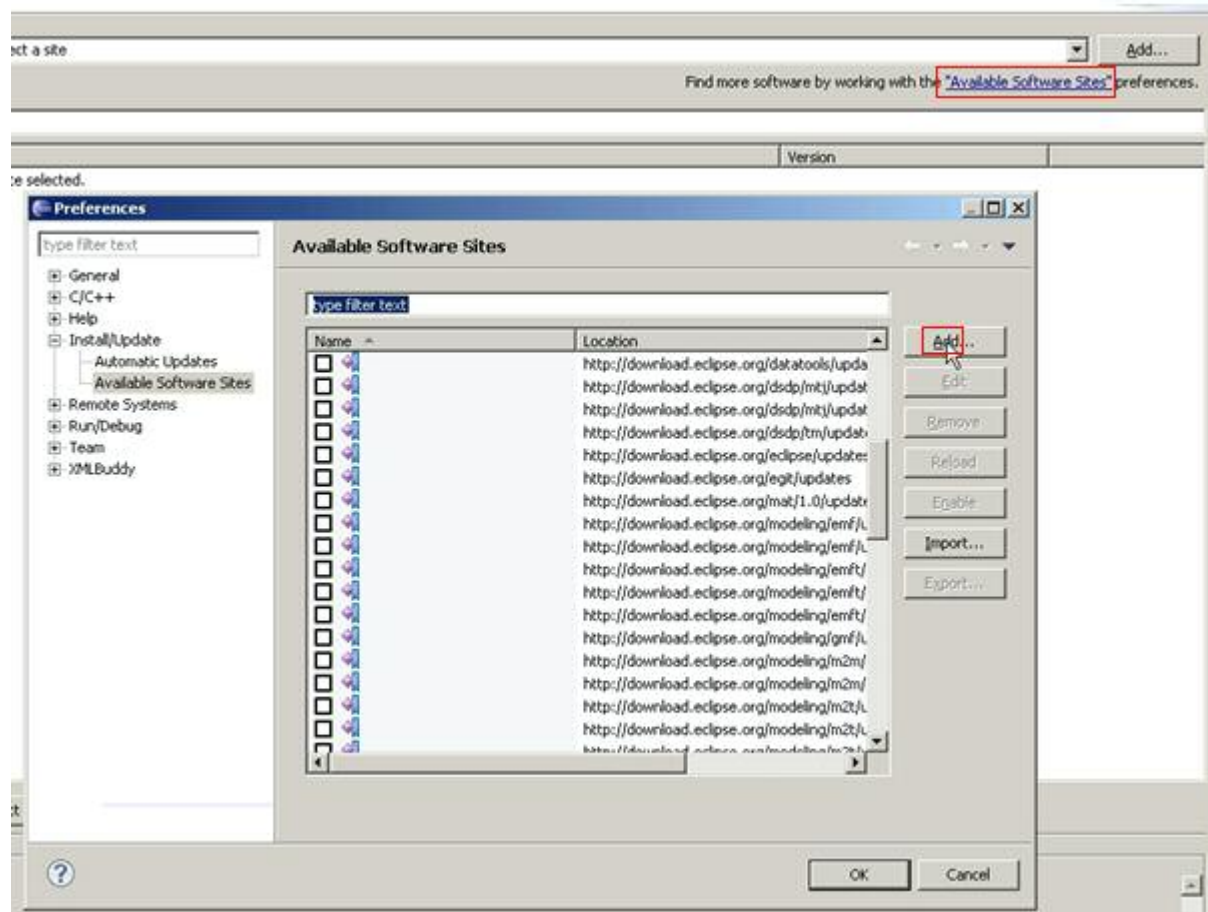 ect a site
Add...
Find more software by working with the "Available Software Sites" preferences.
Version
te selected.
Preferences
type filter text
Available Software Sites
General
C/C++
Help
Install/Update
Automatic Updates
Available Software Sites
Remote Systems
Run/Debug
Team
XMLBuddy
type filter text
Name
Location
http://download.eclipse.org/datatools/upda
http://download.eclipse.org/dsdp/mtj/updat
http://download.eclipse.org/dsdp/mtj/updat
http://download.eclipse.org/dsdp/tm/update
http://download.eclipse.org/eclipse/updates
http://download.eclipse.org/egit/updates
http://download.eclipse.org/mat/1.0/update
http://download.eclipse.org/modeling/emf/u
http://download.eclipse.org/modeling/emf/u
http://download.eclipse.org/modeling/emft/
http://download.eclipse.org/modeling/emft/
http://download.eclipse.org/modeling/emft/
http://download.eclipse.org/modeling/gmf/u
http://download.eclipse.org/modeling/m2m/
http://download.eclipse.org/modeling/m2m/
http://download.eclipse.org/modeling/m2t/u
http://download.eclipse.org/modeling/m2t/u
Add...
Edit
Remove
Reload
Enable
Import...
Export...
OK
Cancel